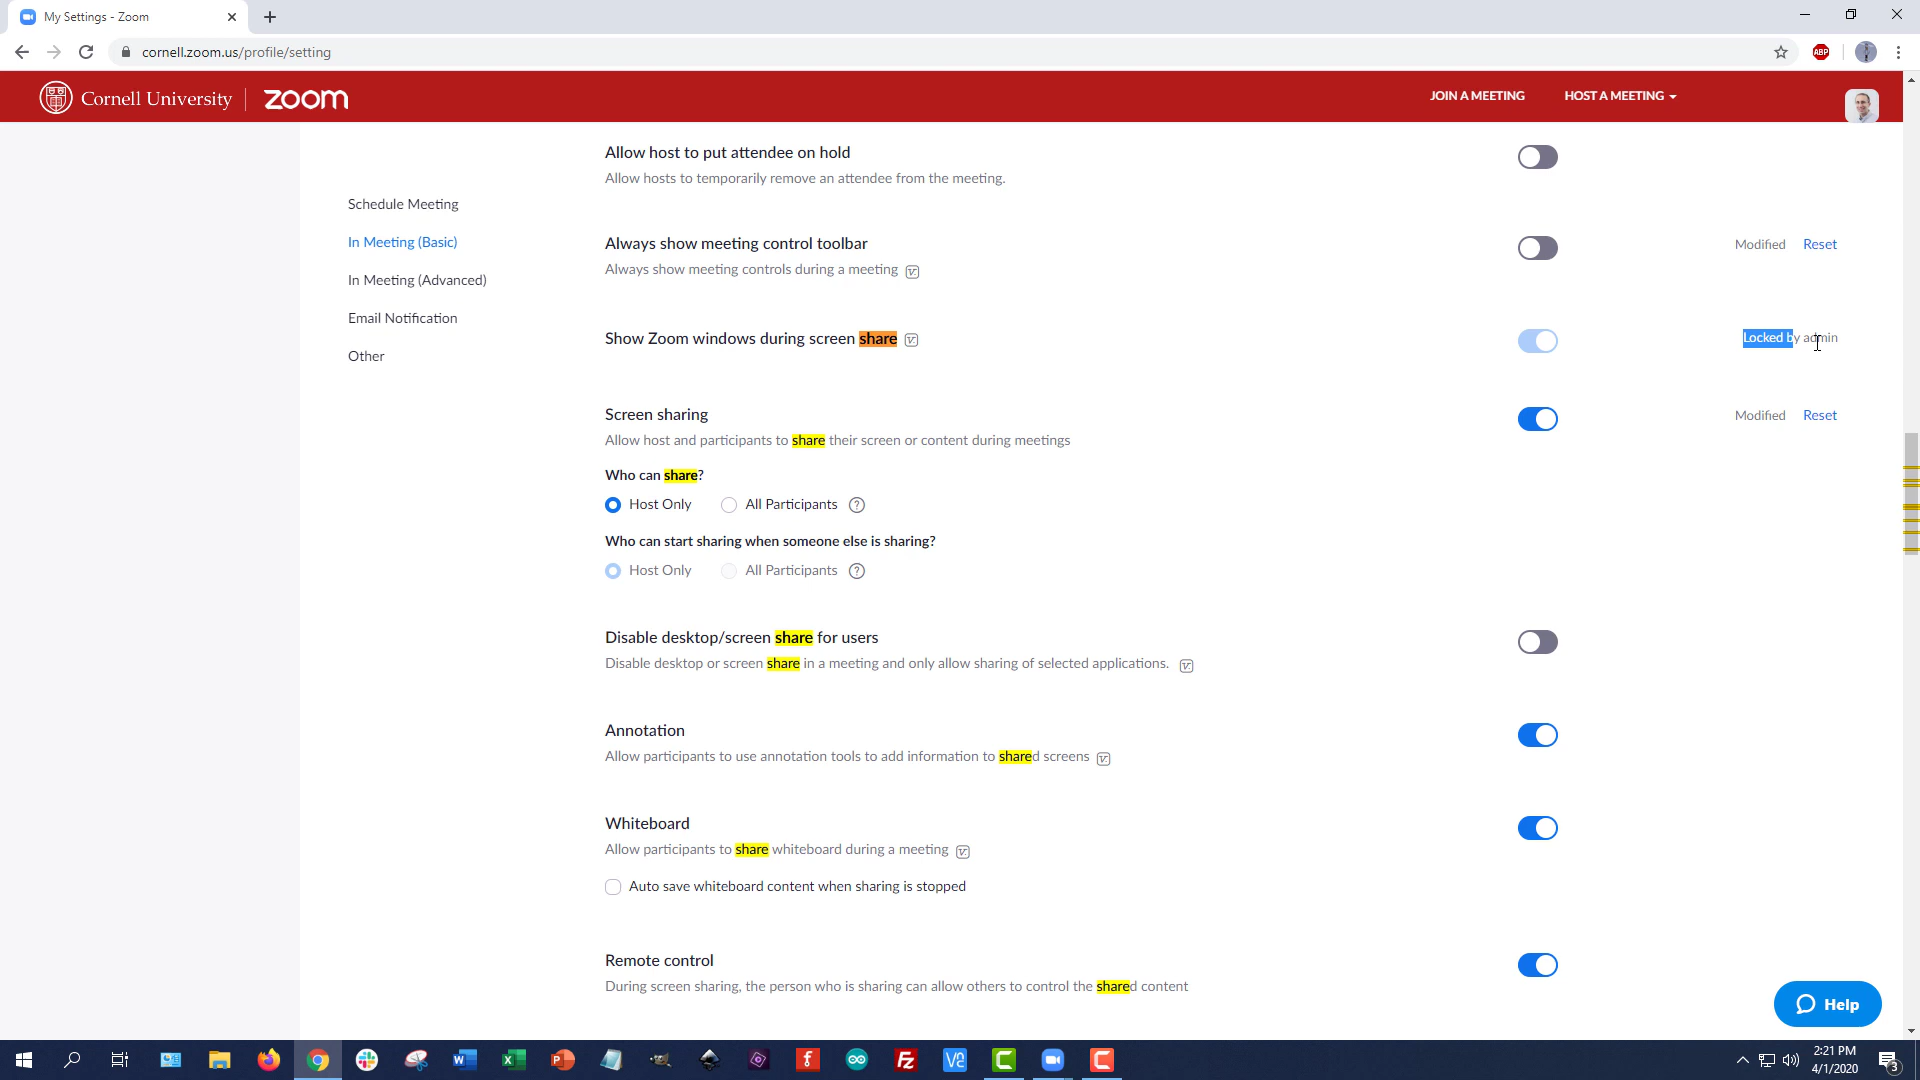 My Settings - Zoom
cornell.zoom.us/profile/setting
ABP
Cornell University
zoom
JOIN A MEETING
HOST A MEETING
Schedule Meeting
In Meeting (Basic)
In Meeting (Advanced)
Email Notification
Other
Allow host to put attendee on hold
Allow hosts to temporarily remove an attendee from the meeting.
Always show meeting control toolbar
Modified Reset
Always show meeting controls during a meeting
Show Zoom windows during screen share
Locked by admin
Screen sharing
Modified Reset
Allow host and participants to share their screen or content during meetings
Who can share?
Host Only All Participants ?
Who can start sharing when someone else is sharing?
Host Only All Participants ?
Disable desktop/screen share for users
Disable desktop or screen share in a meeting and only allow sharing of selected applications.
Annotation
Allow participants to use annotation tools to add information to shared screens
Whiteboard
Allow participants to share whiteboard during a meeting
Auto save whiteboard content when sharing is stopped
Remote control
During screen sharing, the person who is sharing can allow others to control the shared content
Help
2:21 PM
4/1/2020
3